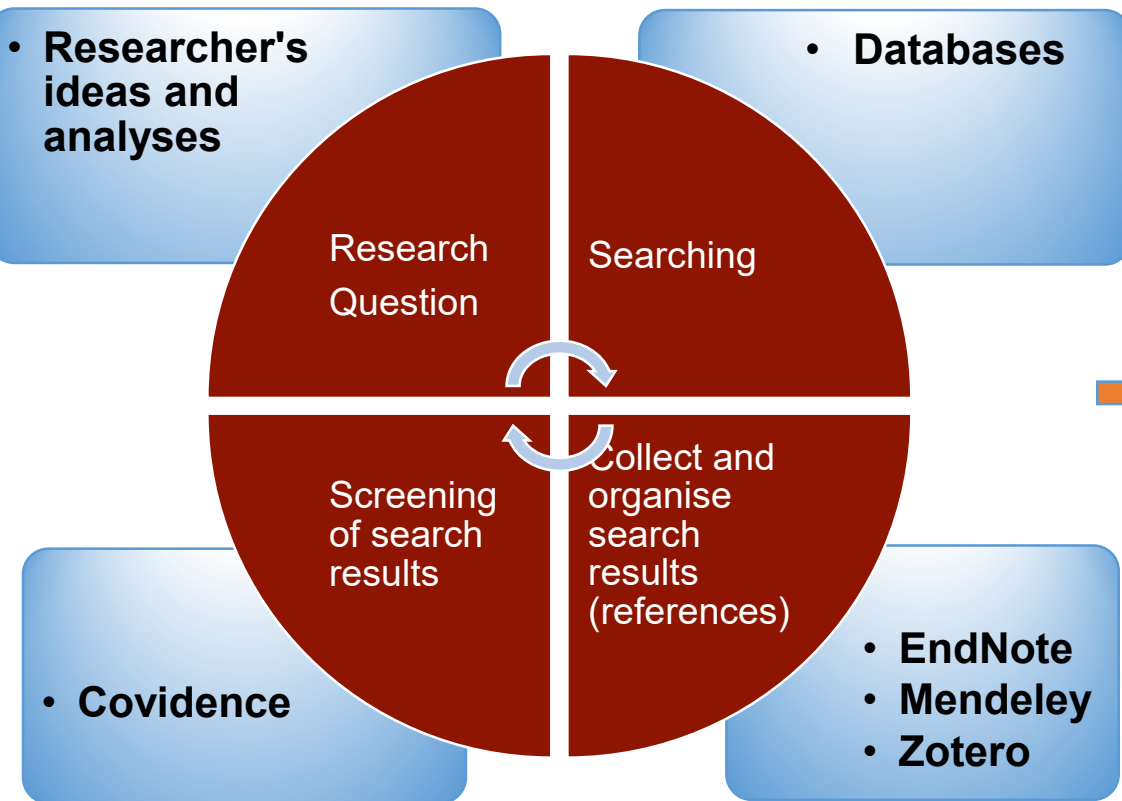 • Researcher's
ideas and
analyses
• Databases
Research
Question
Searching
Screening
of search
results
Collect and
organise
search
results
(references)
• Covidence
• EndNote
• Mendeley
• Zotero